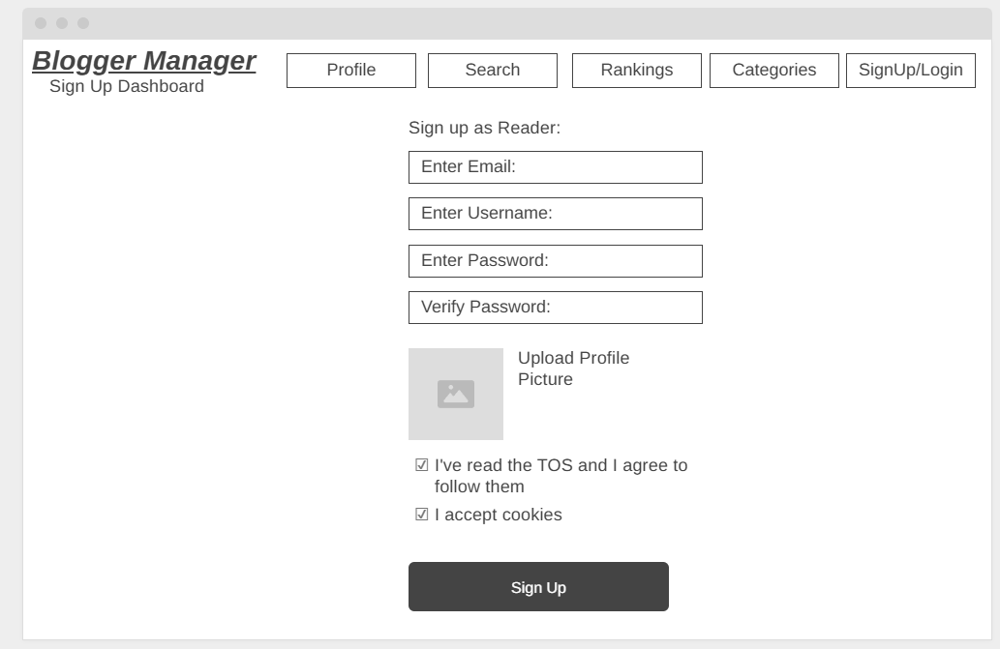 Blogger Manager
Sign Up Dashboard
Profile
Search
Rankings
Categories
SignUp/Login
Sign up as Reader:
Enter Email:
Enter Username:
Enter Password:
Verify Password:
Upload Profile
Picture
☑ I've read the TOS and I agree to
follow them
☑ I accept cookies
Sign Up